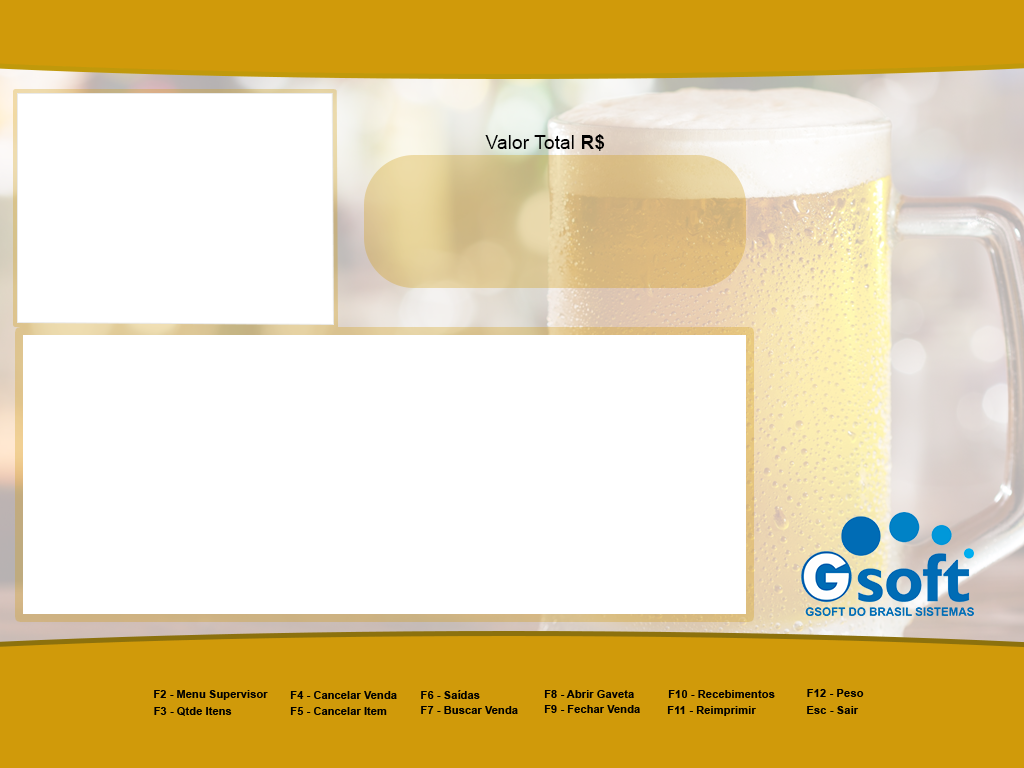 Valor Total R$
Gsoft
GSOFT DO BRASIL SISTEMAS
F2 - Menu Supervisor
F3 - Qtde Itens
F4 - Cancelar Venda
F5 - Cancelar Item
F6 - Saídas
F7 - Buscar Venda
F8 - Abrir Gaveta
F9 - Fechar Venda
F10 - Recebimentos
F11 - Reimprimir
F12 - Peso
Esc - Sair